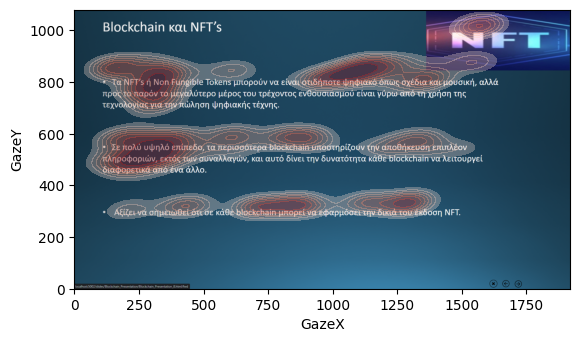 Blockchain και NFT's
NFT
• Τα NFT's ή Non Fungible Tokens μπορούν να είναι οτιδήποτε ψηφιακό όπως σχέδια και μουσική, αλλά
προς το παρόν το μεγαλύτερο μέρος του τρέχοντος ενθουσιασμού είναι γύρω από τη χρήση της
τεχνολογίας για την πώληση ψηφιακής τέχνης.
• Σε πολύ υψηλό επίπεδο, τα περισσότερα blockchain υποστηρίζουν την αποθήκευση επιπλέον
πληροφοριών, εκτός των συναλλαγών, και αυτό δίνει την δυνατότητα κάθε blockchain να λειτουργεί
διαφορετικά από ένα άλλο.
• Αξίζει να σημειωθεί ότι σε κάθε blockchain μπορεί να εφαρμόσει την δικιά του έκδοση NFT.
GazeY
1000
800
600
400
200
0
0 250 500 750 1000 1250 1500 1750
GazeX